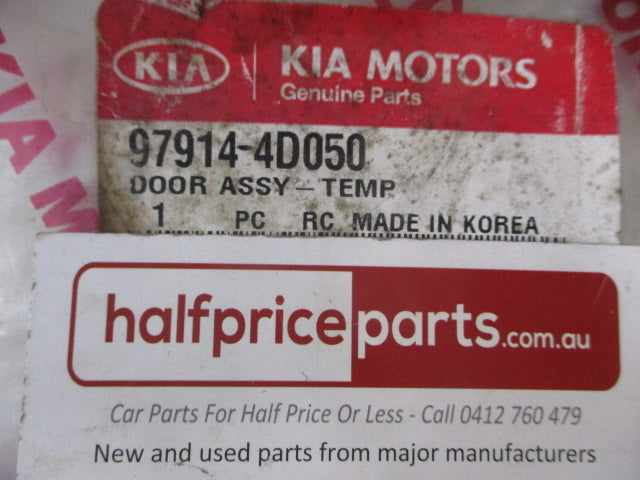 KIA
KIA MOTORS
Genuine Parts
97914-4D050
DOOR ASSY-TEMP
1 PC RC MADE IN KOREA
halfpriceparts.com.au
Car Parts For Half Price Or Less - Call 0412 760 479
New and used parts from major manufacturers
KIA M